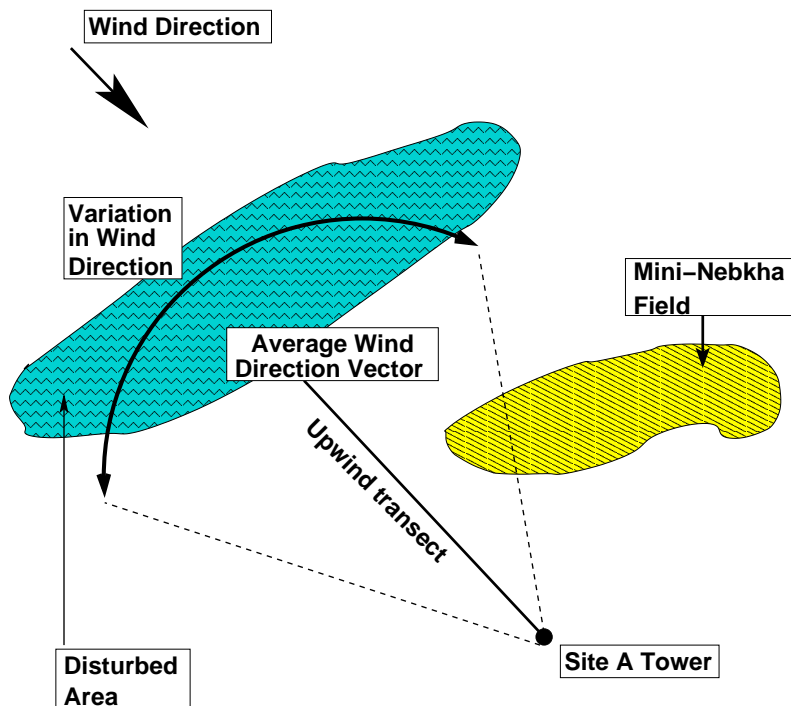 Wind Direction
Variation
in Wind
Direction
Mini−Nebkha
Field
Average Wind
Direction Vector
Upwind transect
Site A Tower
Disturbed
Area